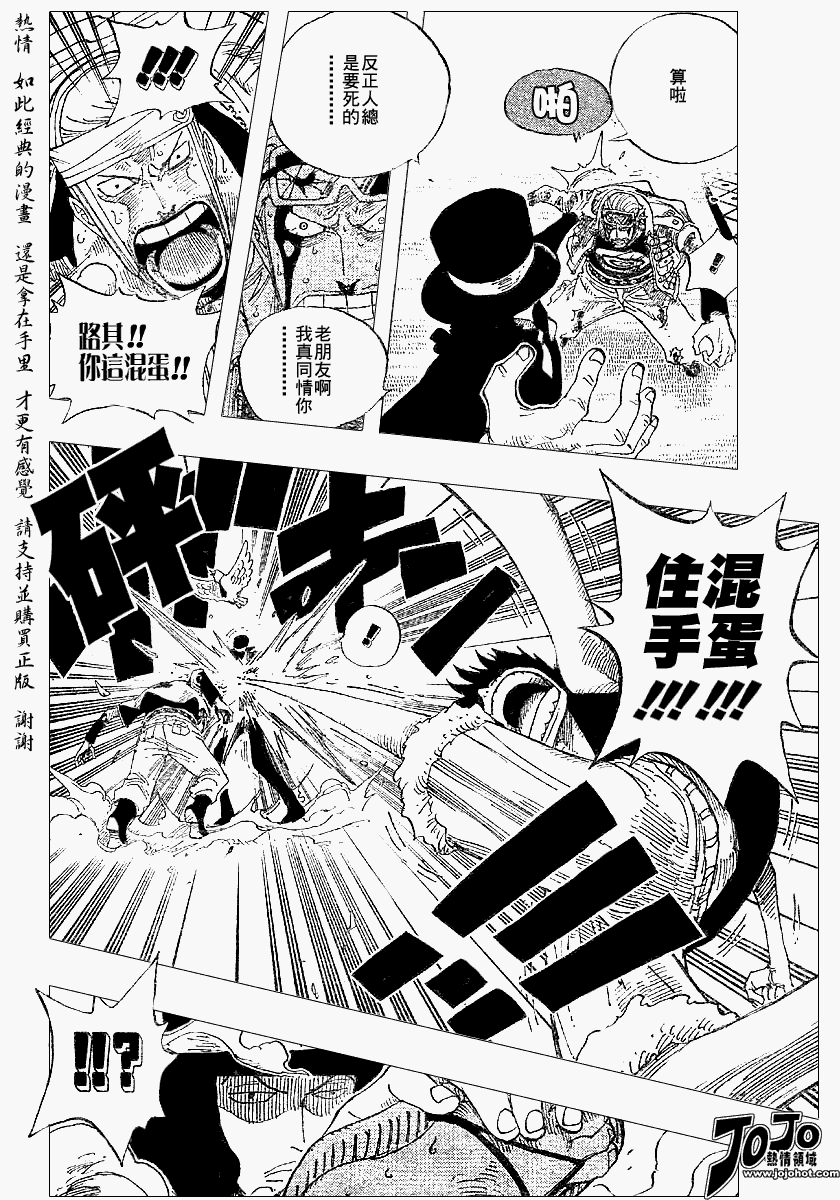 算啦
啪
!!
反正人總
是要死的
…………
老朋友啊
我真同情你
…………
!!!
路其!!
你這混蛋!!
混蛋
住手
!!!!!!
!!
砰
!!!
!!?
熱情 如此經典的漫畫 還是拿在手里 才更有感覺 請支持並購買正版 謝謝
JOJO
熱情領域
www.jojohot.com